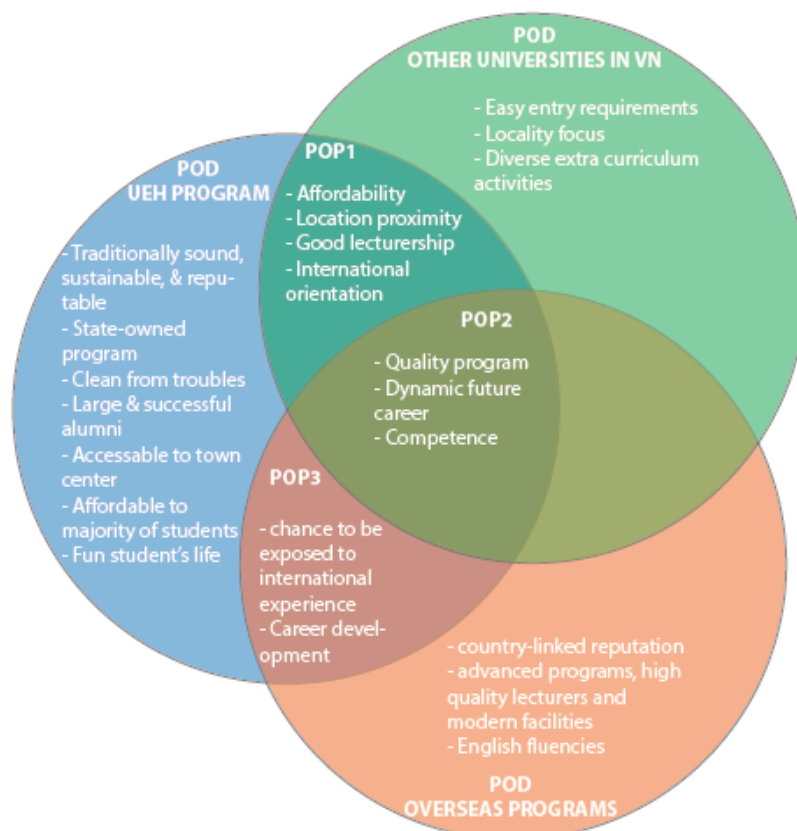 POD
OTHER UNIVERSITIES IN VN
- Easy entry requirements
- Locality focus
- Diverse extra curriculum
activities
POD
UEH PROGRAM
- Traditionally sound,
sustainable, & repu-
table
- State-owned
program
- Clean from troubles
- Large & successful
alumni
- Accessable to town
center
- Affordable to
majority of students
- Fun student's life
POP1
- Affordability
- Location proximity
- Good lecturership
- International
orientation
POP2
- Quality program
- Dynamic future
career
- Competence
POP3
- chance to be
exposed to
international
experience
- Career devel-
opment
- country-linked reputation
- advanced programs, high
quality lecturers and
modern facilities
- English fluencies
POD
OVERSEAS PROGRAMS